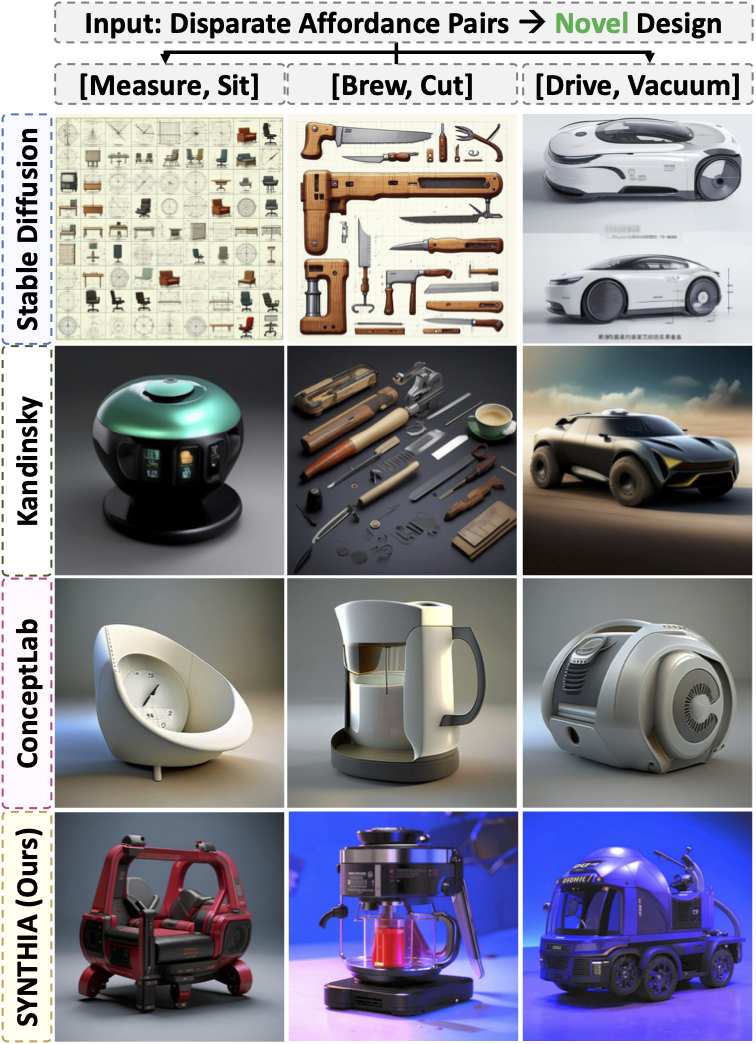 Input: Disparate Affordance Pairs → Novel Design
[Measure, Sit]
[Brew, Cut]
[Drive, Vacuum]
Stable Diffusion
Kandinsky
ConceptLab
SYNTHIA (Ours)